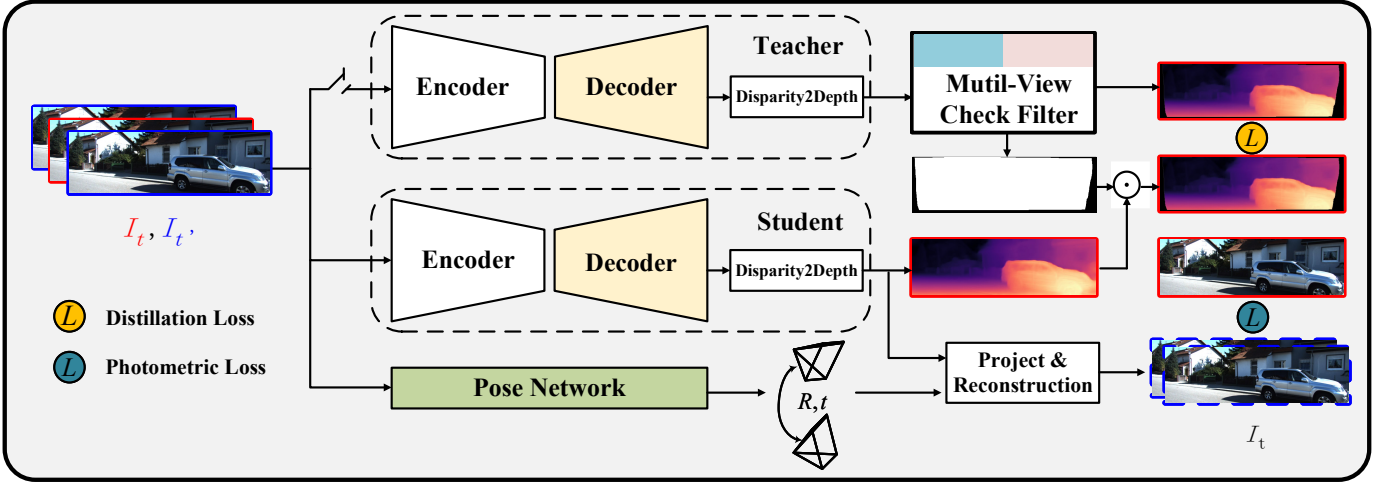 Teacher
Encoder
Decoder
Disparity2Depth
Mutil-View
Check Filter
L
I_t, I_t'
Student
Encoder
Decoder
Disparity2Depth
L
L Distillation Loss
L Photometric Loss
Pose Network
R, t
Project &
Reconstruction
I_t